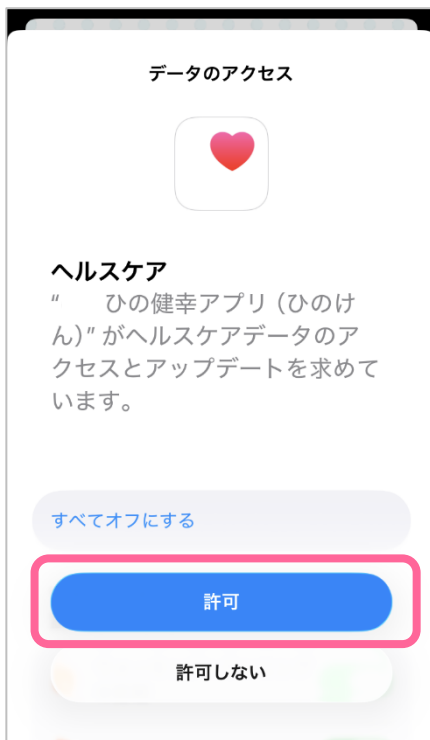 データのアクセス
ヘルスケア
“　ひの健幸アプリ（ひのけ
ん）” がヘルスケアデータのア
クセスとアップデートを求めて
います。
すべてオフにする
許可
許可しない